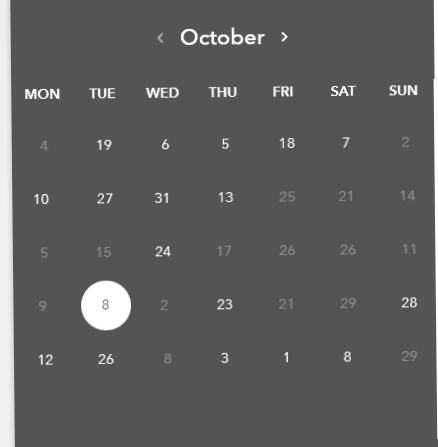 ‹ October ›
MON TUE WED THU FRI SAT SUN
4 19 6 5 18 7 2
10 27 31 13 25 21 14
5 15 24 17 26 26 11
9 8 2 23 21 29 28
12 26 8 3 1 8 29